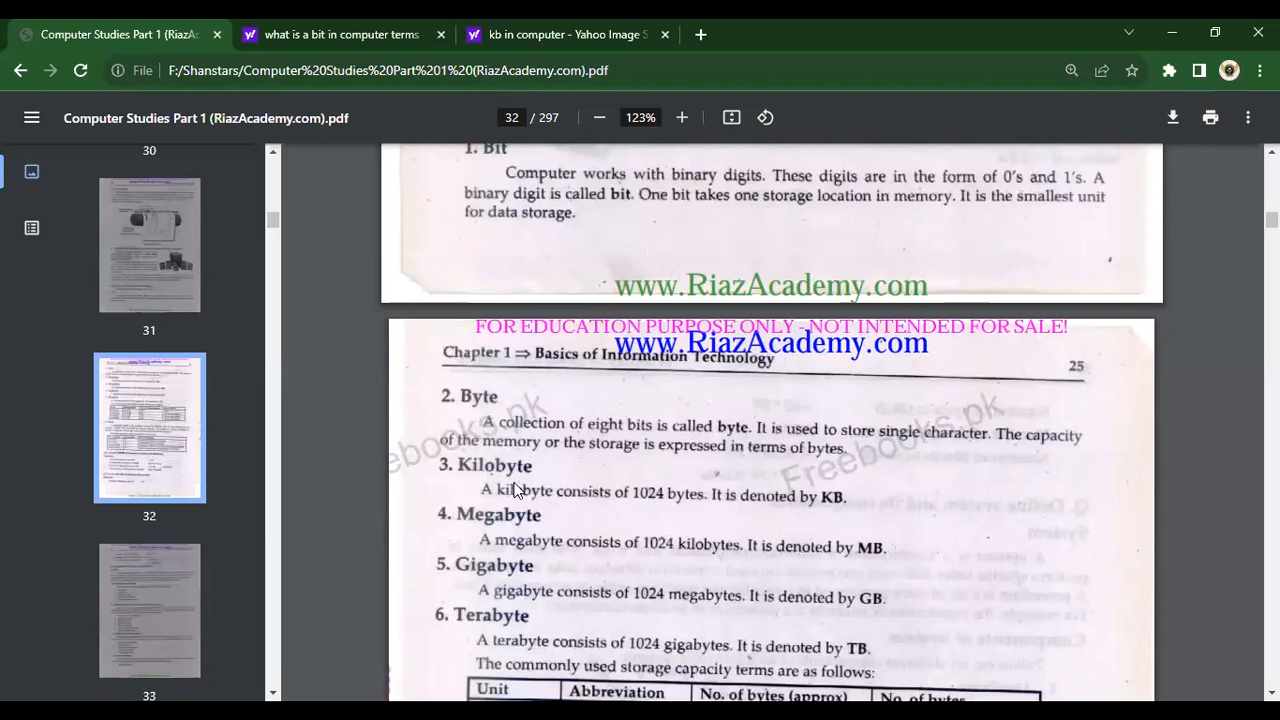 Computer Studies Part 1 (RiazAc
what is a bit in computer terms
kb in computer - Yahoo Image S
File
F:/Shanstars/Computer%20Studies%20Part%201%20(RiazAcademy.com).pdf
Computer Studies Part 1 (RiazAcademy.com).pdf
32 / 297
123%
30
31
32
33
1. Bit
Computer works with binary digits. These digits are in the form of 0's and 1's. A
binary digit is called bit. One bit takes one storage location in memory. It is the smallest unit
for data storage.
www.RiazAcademy.com
FOR EDUCATION PURPOSE ONLY - NOT INTENDED FOR SALE!
www.RiazAcademy.com
Chapter 1 ⇒ Basics of Information Technology
25
2. Byte
A collection of eight bits is called byte. It is used to store single character. The capacity
of the memory or the storage is expressed in terms of bytes.
3. Kilobyte
A kilobyte consists of 1024 bytes. It is denoted by KB.
4. Megabyte
A megabyte consists of 1024 kilobytes. It is denoted by MB.
5. Gigabyte
A gigabyte consists of 1024 megabytes. It is denoted by GB.
6. Terabyte
A terabyte consists of 1024 gigabytes. It is denoted by TB.
The commonly used storage capacity terms are as follows:
Unit
Abbreviation
No. of bytes (approx)
No. of bytes
ebooks.pk
Freebooks.pk